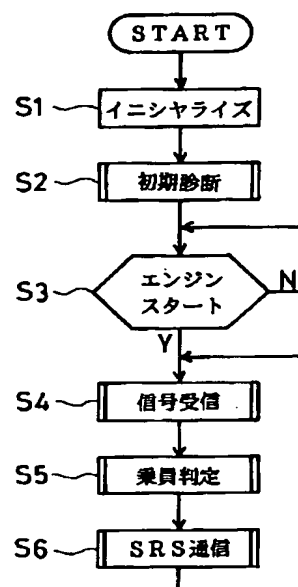 START
S1 イニシャライズ
S2 初期診断
S3 エンジン
スタート
N
Y
S4 信号受信
S5 乗員判定
S6 SRS通信